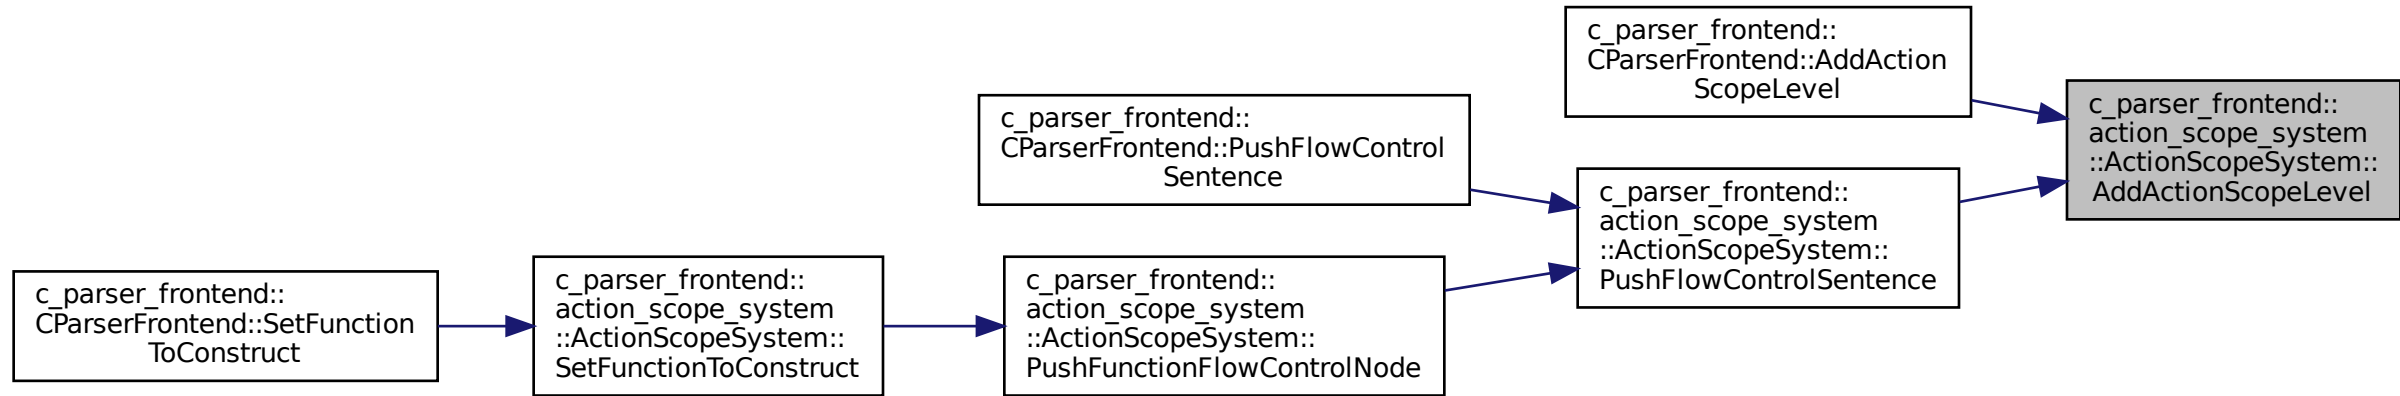 c_parser_frontend::
CParserFrontend::AddAction
ScopeLevel
c_parser_frontend::
action_scope_system
::ActionScopeSystem::
AddActionScopeLevel
c_parser_frontend::
CParserFrontend::PushFlowControl
Sentence
c_parser_frontend::
action_scope_system
::ActionScopeSystem::
PushFlowControlSentence
c_parser_frontend::
CParserFrontend::SetFunction
ToConstruct
c_parser_frontend::
action_scope_system
::ActionScopeSystem::
SetFunctionToConstruct
c_parser_frontend::
action_scope_system
::ActionScopeSystem::
PushFunctionFlowControlNode